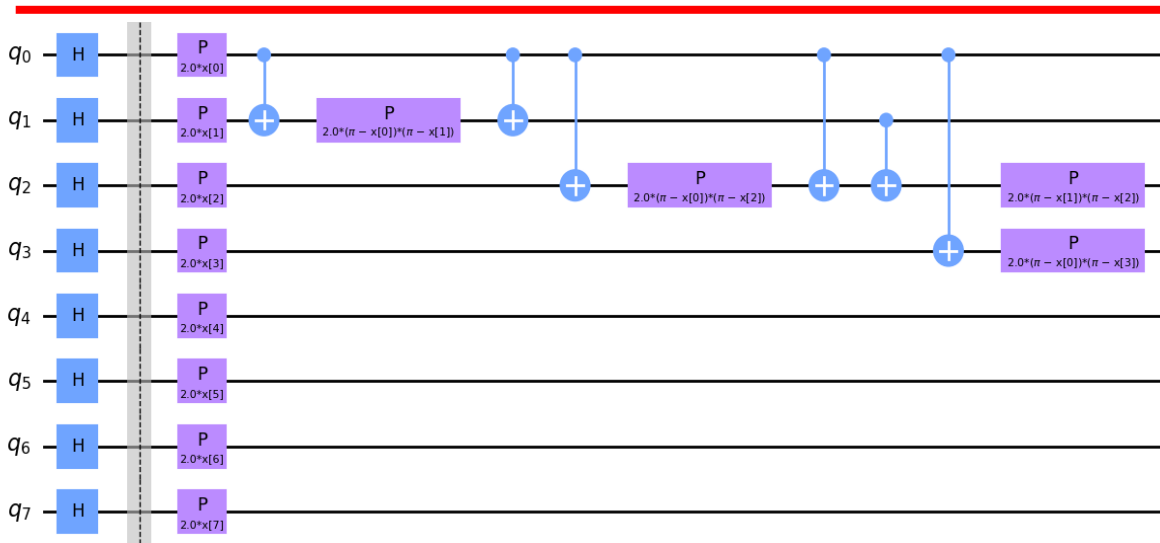 q0 H P 2.0*x[0]
q1 H P 2.0*x[1] P 2.0*(π − x[0])*(π − x[1])
q2 H P 2.0*x[2] P 2.0*(π − x[0])*(π − x[2]) P 2.0*(π − x[1])*(π − x[2])
q3 H P 2.0*x[3] P 2.0*(π − x[0])*(π − x[3])
q4 H P 2.0*x[4]
q5 H P 2.0*x[5]
q6 H P 2.0*x[6]
q7 H P 2.0*x[7]